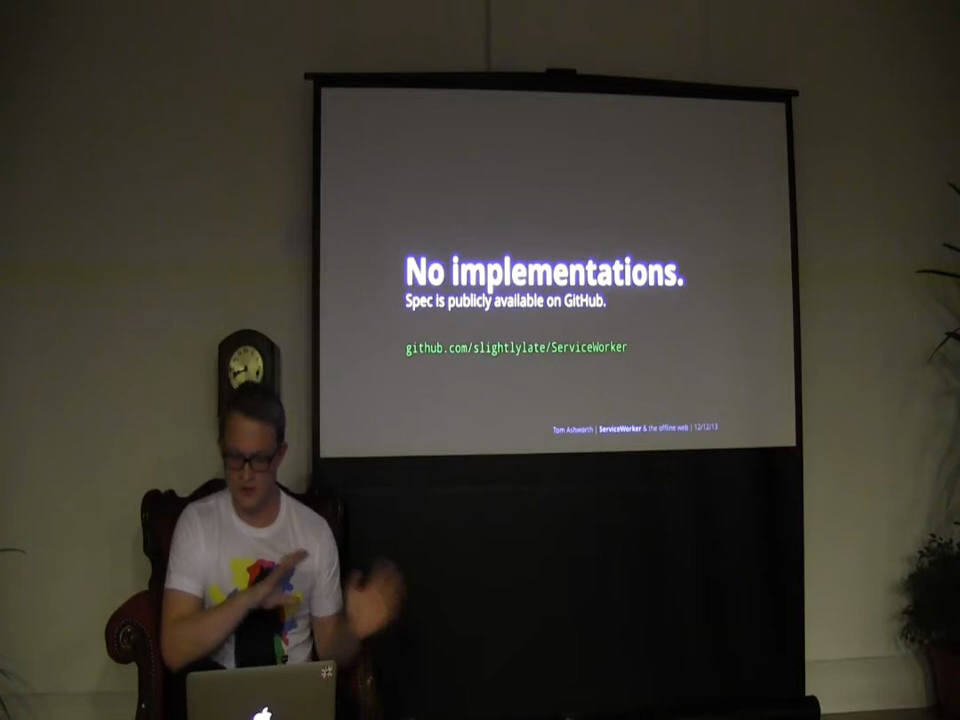 No implementations.
Spec is publicly available on GitHub.
github.com/slightlylate/ServiceWorker
Tom Ashworth | ServiceWorker & the offline web | 12/12/13